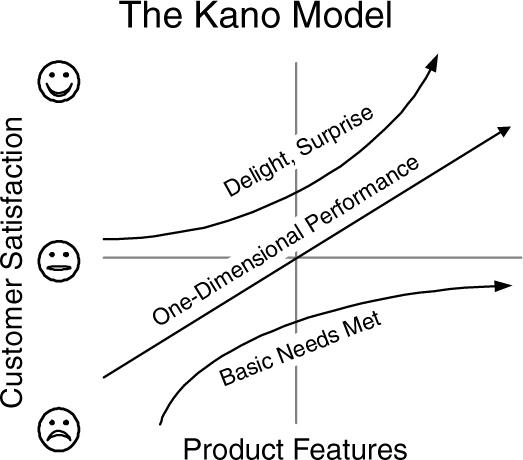 The Kano Model
Customer Satisfaction
Delight, Surprise
One-Dimensional Performance
Basic Needs Met
Product Features